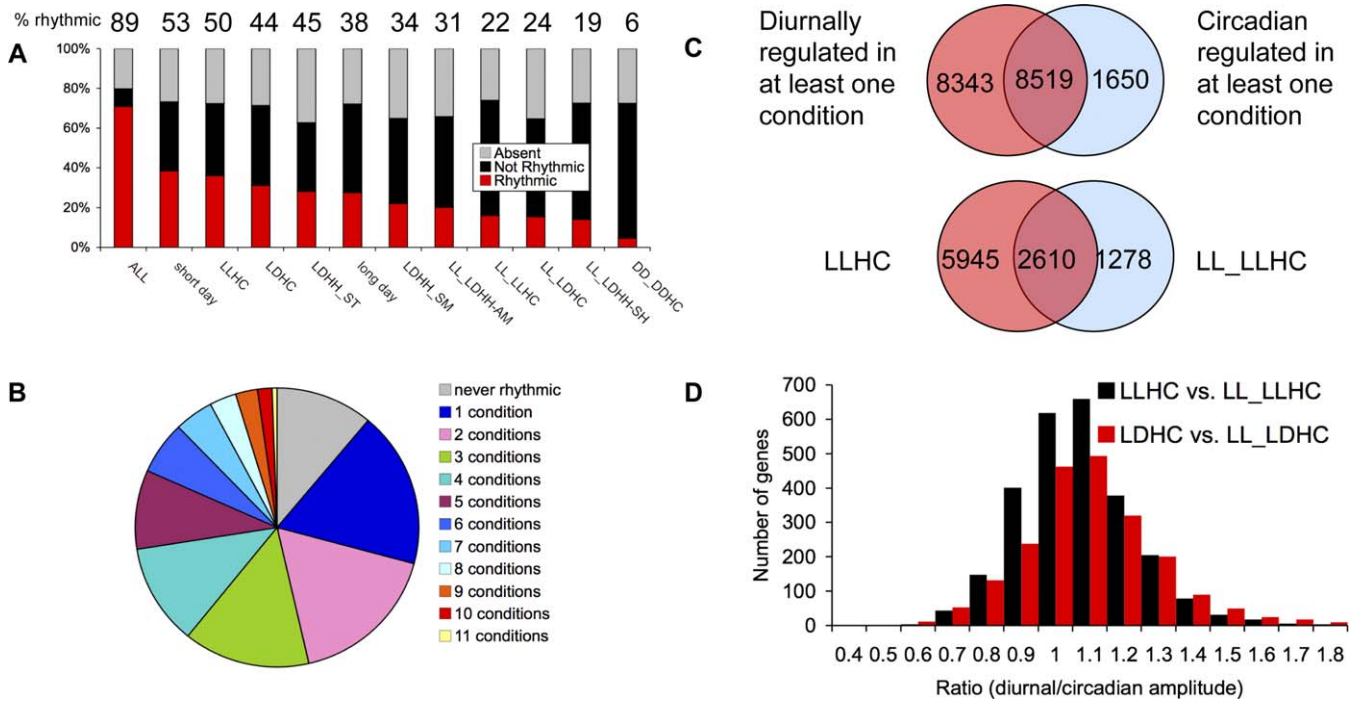 % rhythmic 89 53 50 44 45 38 34 31 22 24 19 6
A
100%
80%
60%
40%
20%
0%
Absent
Not Rhythmic
Rhythmic
ALL
short day
LLHC
LDHC
LDHH_ST
long day
LDHH_SM
LL_LDHH-AM
LL_LLHC
LL_LDHC
LL_LDHH-SH
DD_DDHC
B
never rhythmic
1 condition
2 conditions
3 conditions
4 conditions
5 conditions
6 conditions
7 conditions
8 conditions
9 conditions
10 conditions
11 conditions
C
Diurnally
regulated in
at least one
condition
8343 8519 1650
Circadian
regulated in
at least one
condition
LLHC
5945 2610 1278
LL_LLHC
D
Number of genes
700
600
500
400
300
200
100
0
LLHC vs. LL_LLHC
LDHC vs. LL_LDHC
0.4 0.5 0.6 0.7 0.8 0.9 1 1.1 1.2 1.3 1.4 1.5 1.6 1.7 1.8
Ratio (diurnal/circadian amplitude)